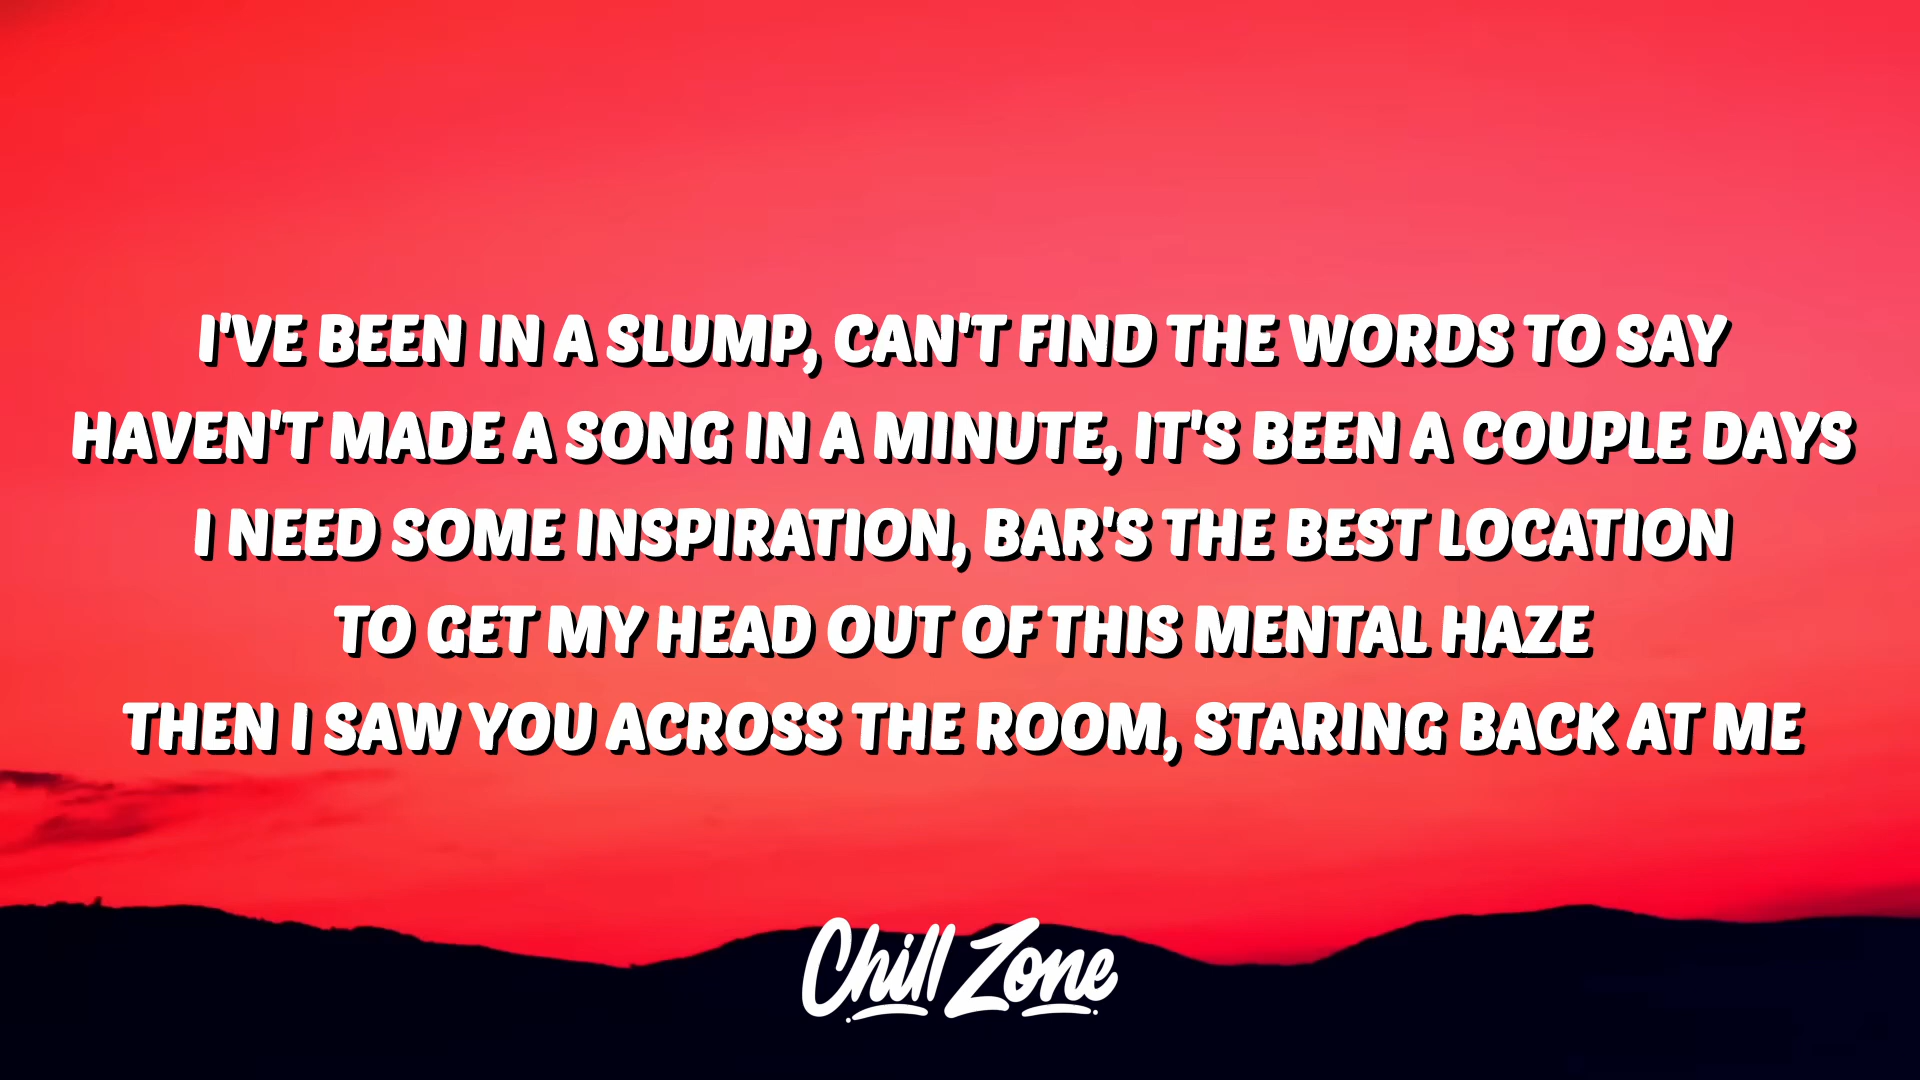 I'VE BEEN IN A SLUMP, CAN'T FIND THE WORDS TO SAY
HAVEN'T MADE A SONG IN A MINUTE, IT'S BEEN A COUPLE DAYS
I NEED SOME INSPIRATION, BAR'S THE BEST LOCATION
TO GET MY HEAD OUT OF THIS MENTAL HAZE
THEN I SAW YOU ACROSS THE ROOM, STARING BACK AT ME
Chill Zone